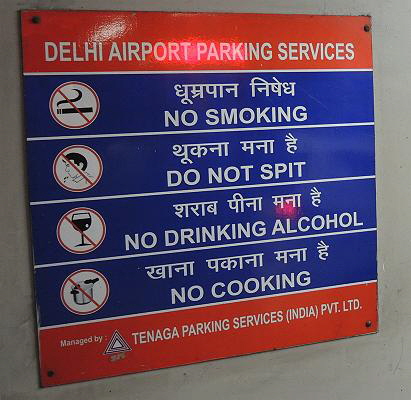 DELHI AIRPORT PARKING SERVICES
धूम्रपान निषेध
NO SMOKING
थूकना मना है
DO NOT SPIT
शराब पीना मना है
NO DRINKING ALCOHOL
खाना पकाना मना है
NO COOKING
Managed by : TENAGA PARKING SERVICES (INDIA) PVT. LTD.